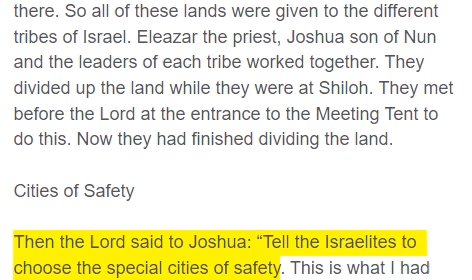 there. So all of these lands were given to the different
tribes of Israel. Eleazar the priest, Joshua son of Nun
and the leaders of each tribe worked together. They
divided up the land while they were at Shiloh. They met
before the Lord at the entrance to the Meeting Tent to
do this. Now they had finished dividing the land.
Cities of Safety
Then the Lord said to Joshua: “Tell the Israelites to
choose the special cities of safety. This is what I had